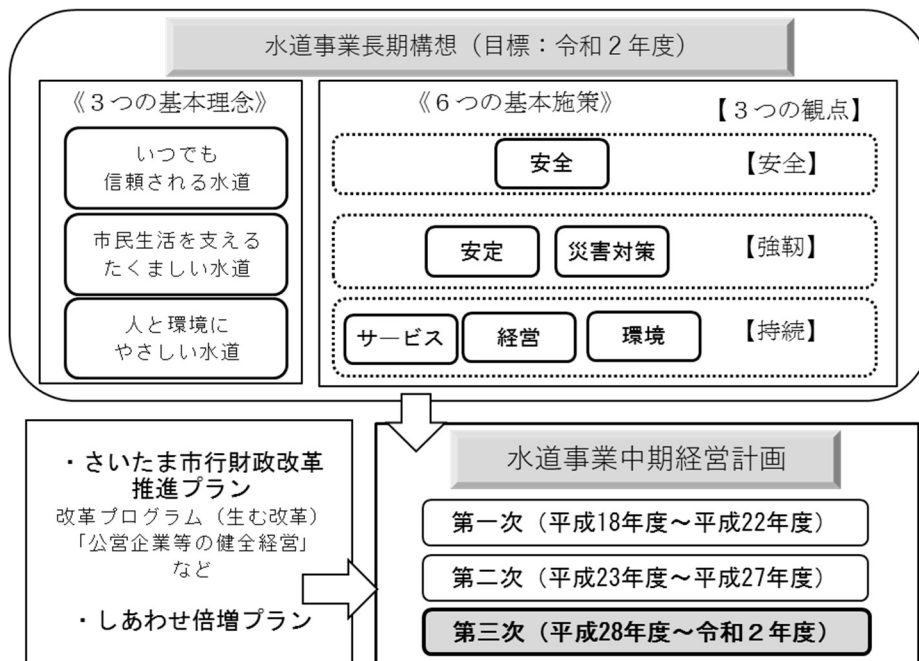 水道事業長期構想（目標：令和２年度）
《３つの基本理念》
いつでも
信頼される水道
市民生活を支える
たくましい水道
人と環境に
やさしい水道
《６つの基本施策》
【３つの観点】
安全
【安全】
安定
災害対策
【強靭】
サービス
経営
環境
【持続】
・さいたま市行財政改革
推進プラン
改革プログラム（生む改革）
「公営企業等の健全経営」
など
・しあわせ倍増プラン
水道事業中期経営計画
第一次（平成18年度～平成22年度）
第二次（平成23年度～平成27年度）
第三次（平成28年度～令和２年度）